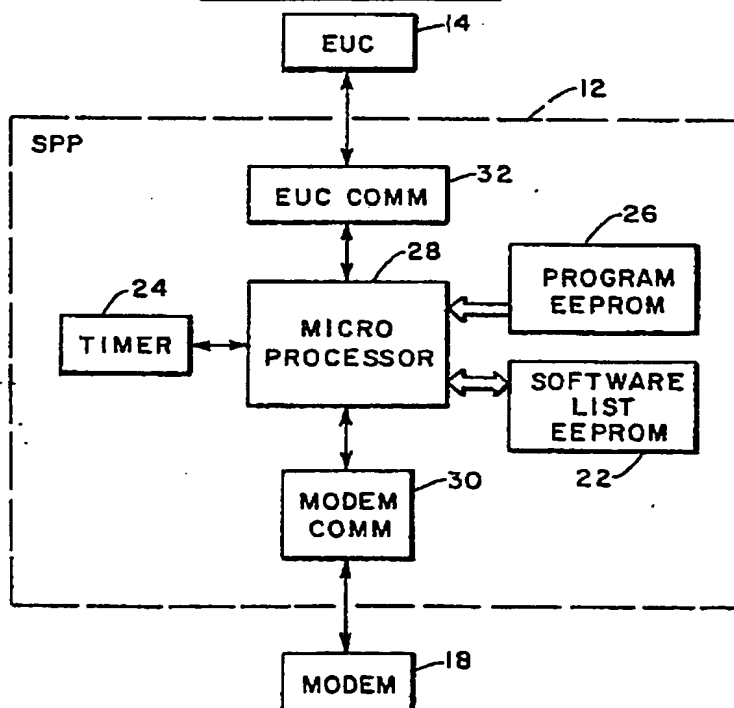 EUC
14
12
SPP
EUC COMM
32
26
PROGRAM
EEPROM
28
24
MICRO
PROCESSOR
TIMER
SOFTWARE
LIST
EEPROM
22
30
MODEM
COMM
18
MODEM